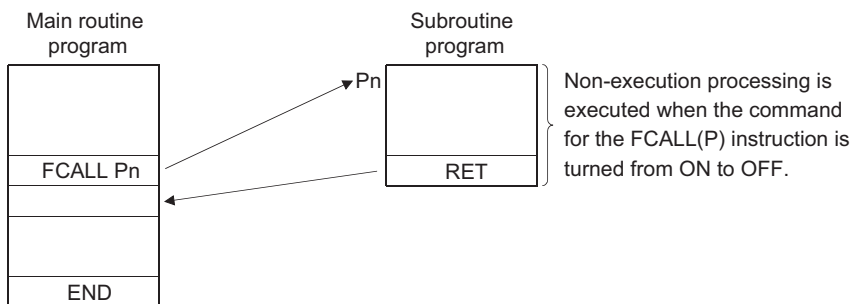 Main routine
program
Subroutine
program
Pn
Non-execution processing is
executed when the command
for the FCALL(P) instruction is
turned from ON to OFF.
FCALL Pn
RET
END